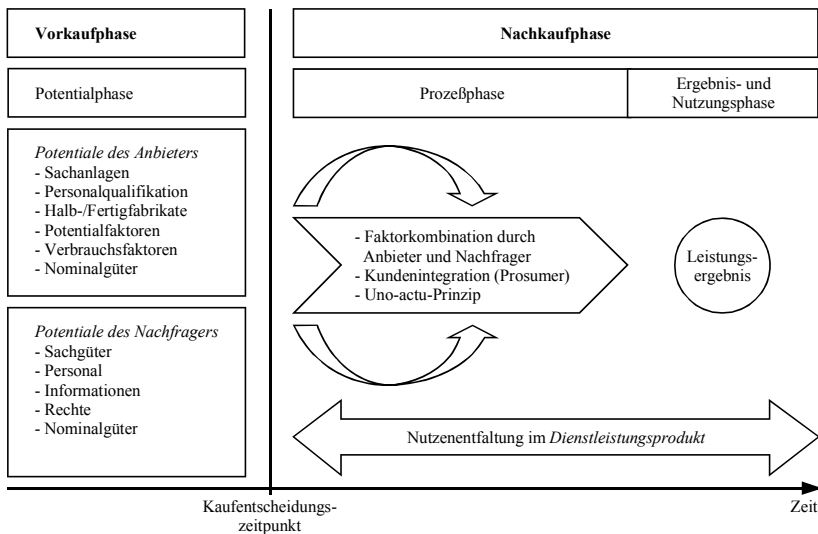 Vorkaufphase
Nachkaufphase
Potentialphase
Prozeßphase
Ergebnis- und
Nutzungsphase
Potentiale des Anbieters
- Sachanlagen
- Personalqualifikation
- Halb-/Fertigfabrikate
- Potentialfaktoren
- Verbrauchsfaktoren
- Nominalgüter
- Faktorkombination durch
Anbieter und Nachfrager
- Kundenintegration (Prosumer)
- Uno-actu-Prinzip
Leistungs-
ergebnis
Potentiale des Nachfragers
- Sachgüter
- Personal
- Informationen
- Rechte
- Nominalgüter
Nutzenentfaltung im Dienstleistungsprodukt
Kaufentscheidungs-
zeitpunkt
Zeit